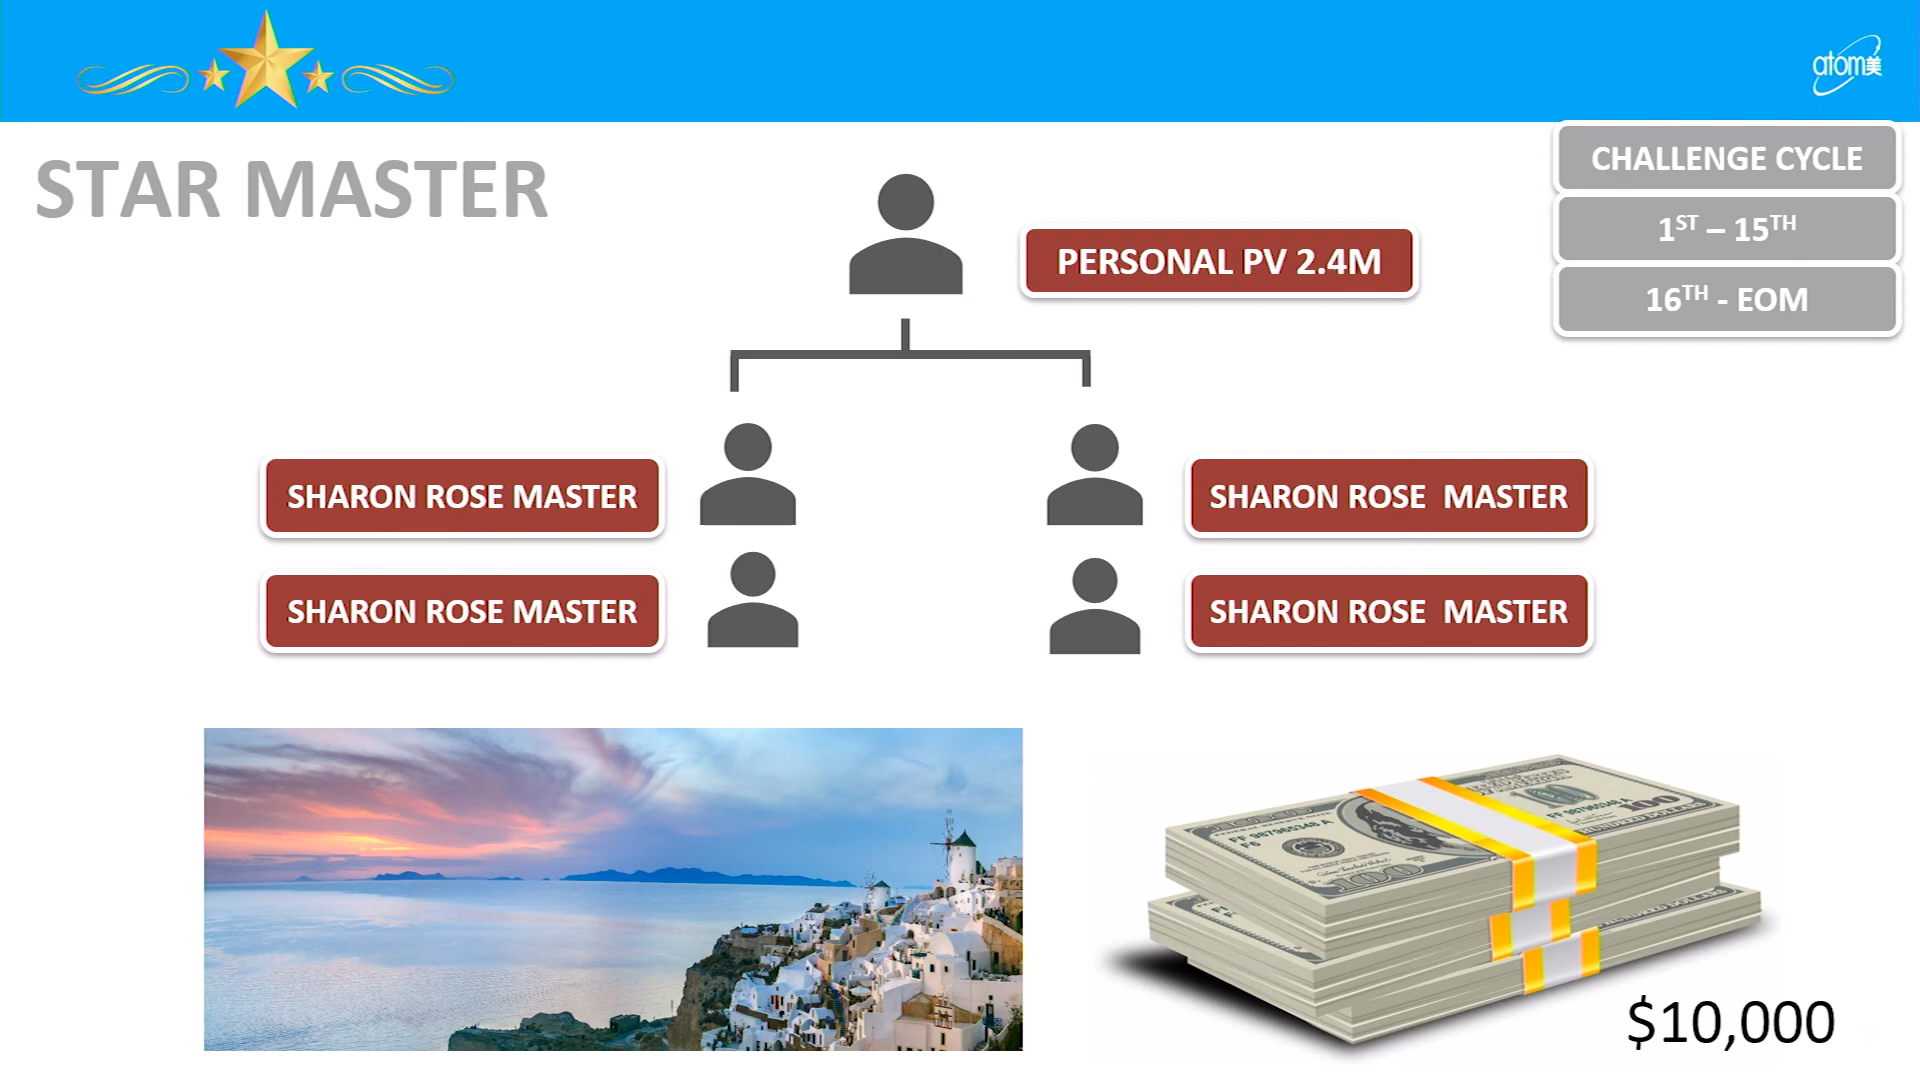 atom美
STAR MASTER
CHALLENGE CYCLE
1ST – 15TH
16TH - EOM
PERSONAL PV 2.4M
SHARON ROSE MASTER
SHARON ROSE MASTER
SHARON ROSE MASTER
SHARON ROSE MASTER
100
$10,000